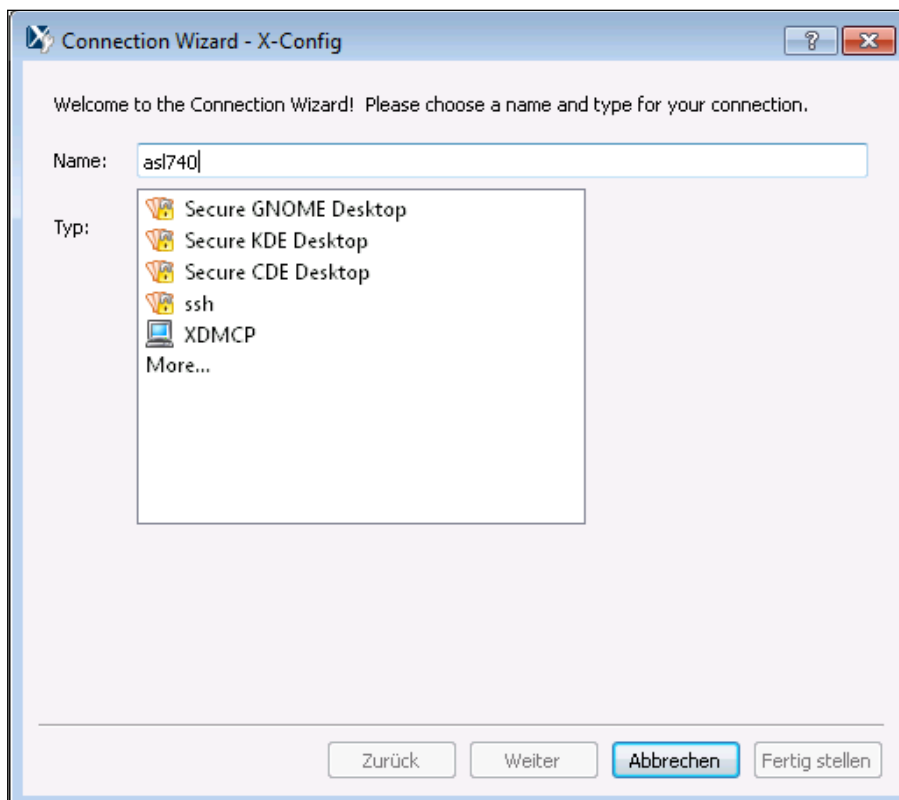 Connection Wizard - X-Config
Welcome to the Connection Wizard! Please choose a name and type for your connection.
Name: asl740
Typ:
Secure GNOME Desktop
Secure KDE Desktop
Secure CDE Desktop
ssh
XDMCP
More...
Zurück Weiter Abbrechen Fertig stellen